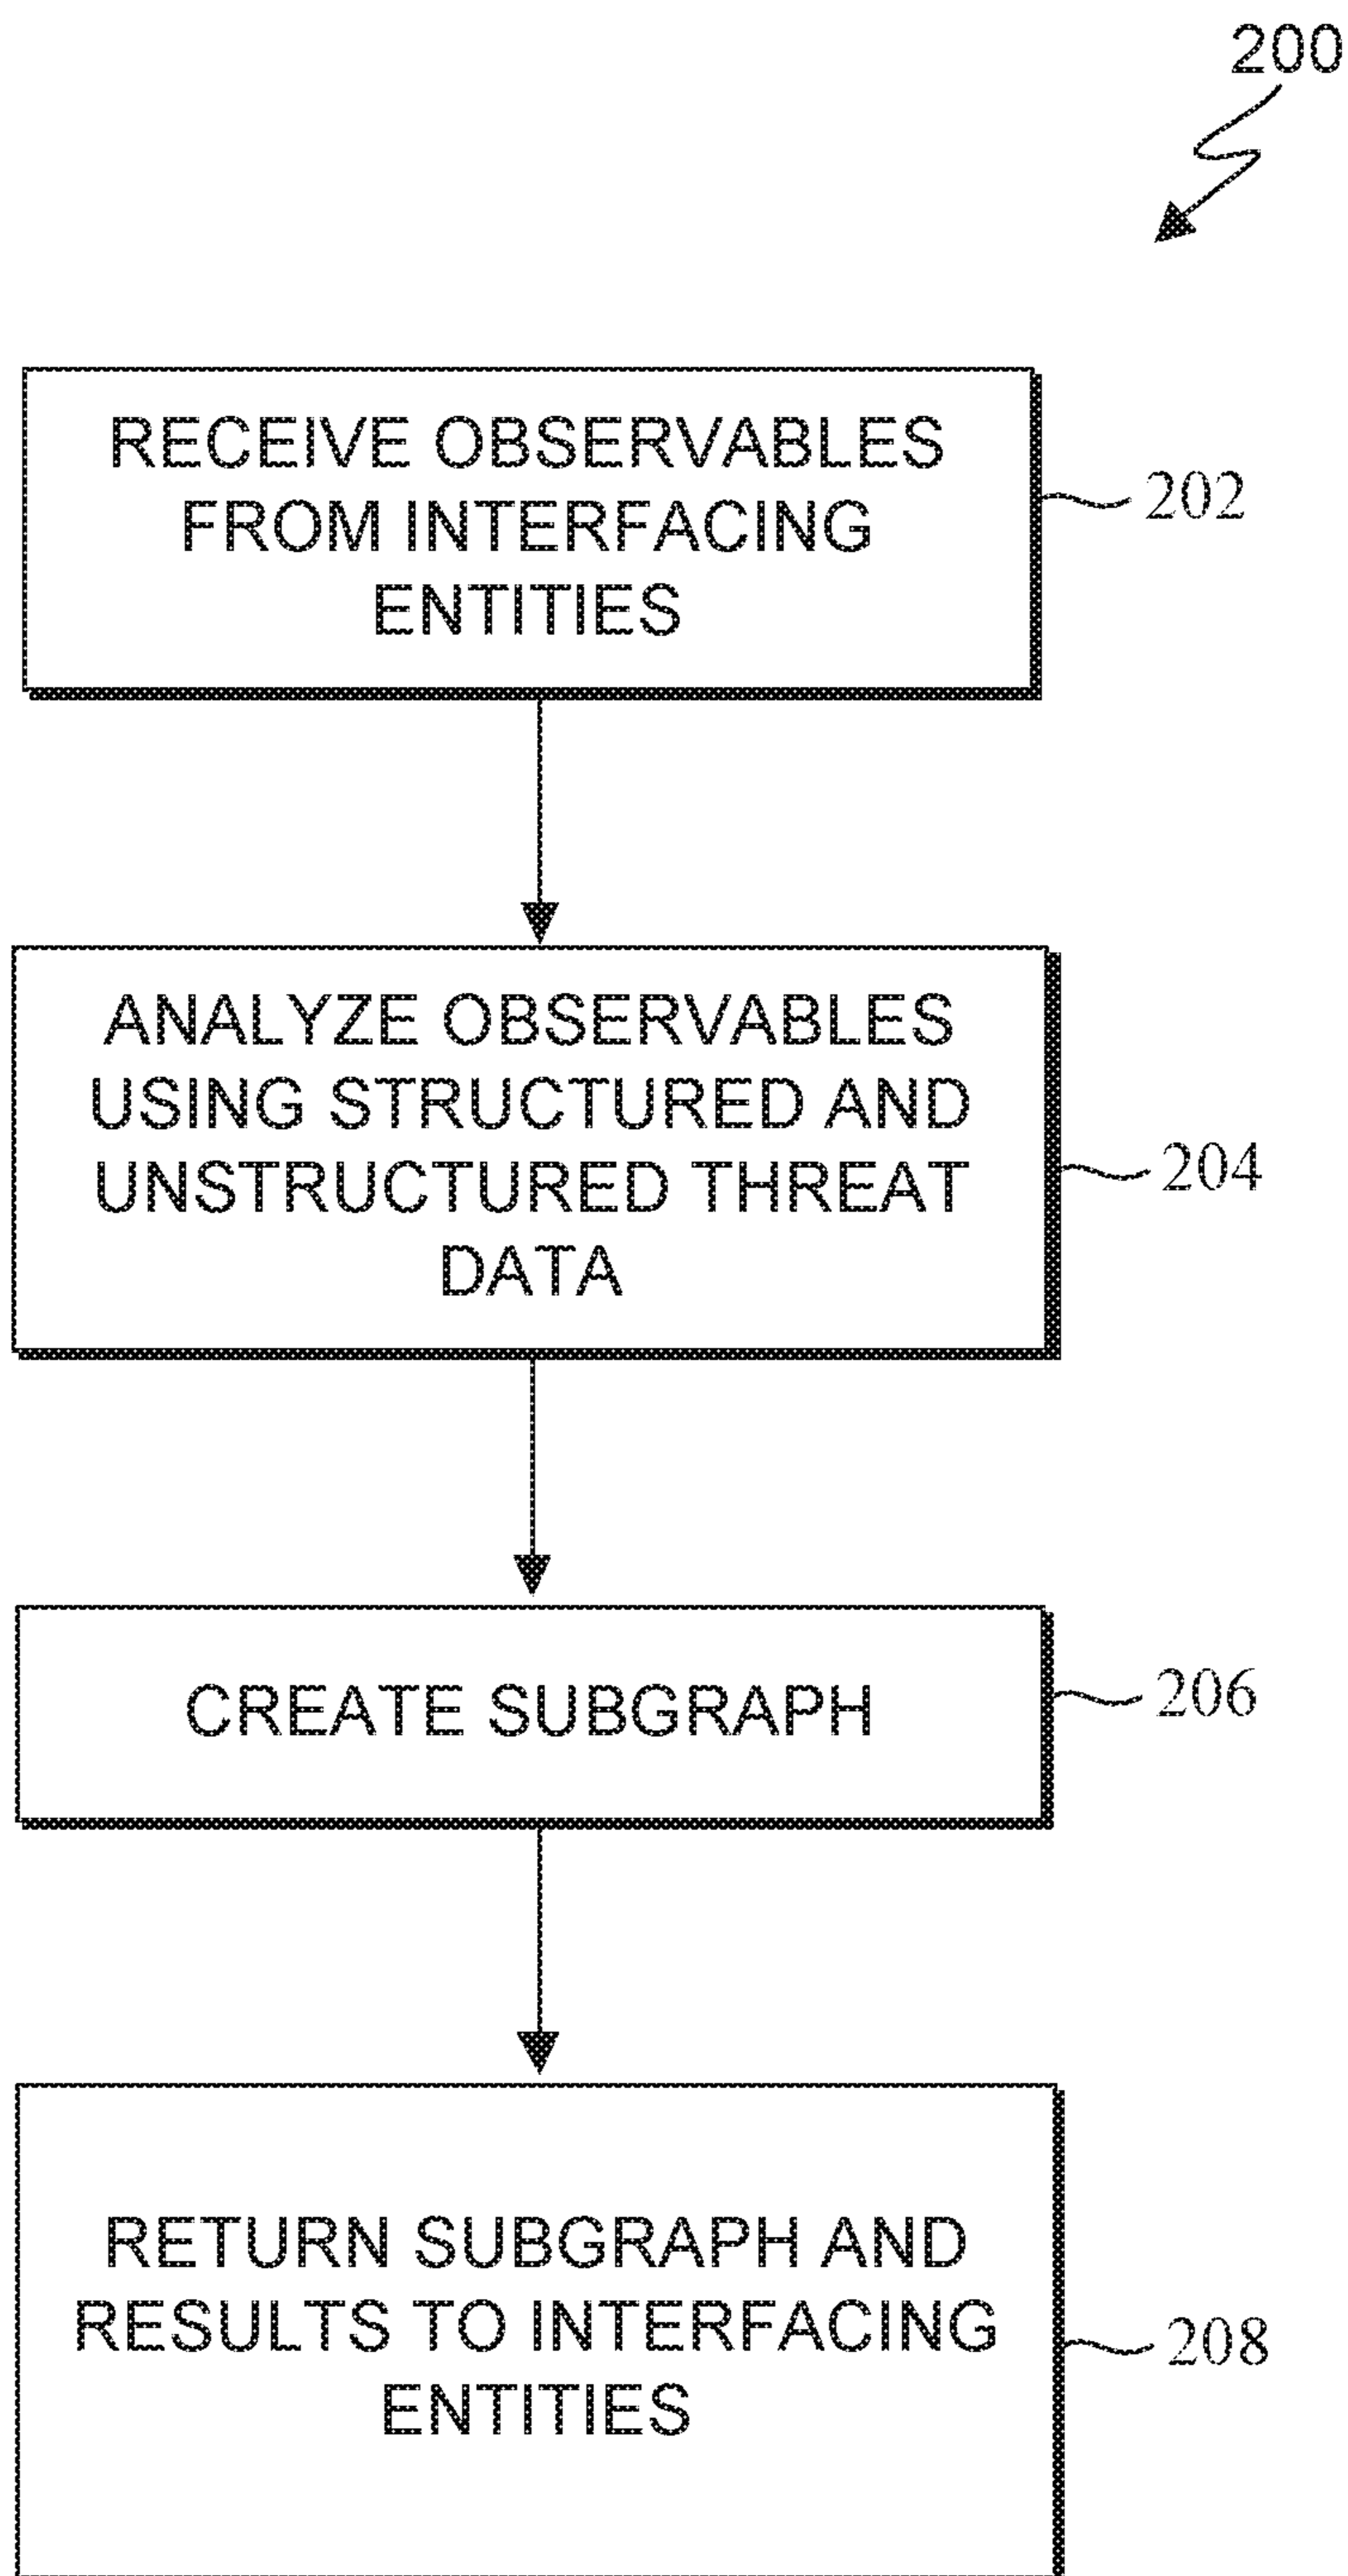 200
RECEIVE OBSERVABLES
FROM INTERFACING
ENTITIES
202
ANALYZE OBSERVABLES
USING STRUCTURED AND
UNSTRUCTURED THREAT
DATA
204
CREATE SUBGRAPH
206
RETURN SUBGRAPH AND
RESULTS TO INTERFACING
ENTITIES
208